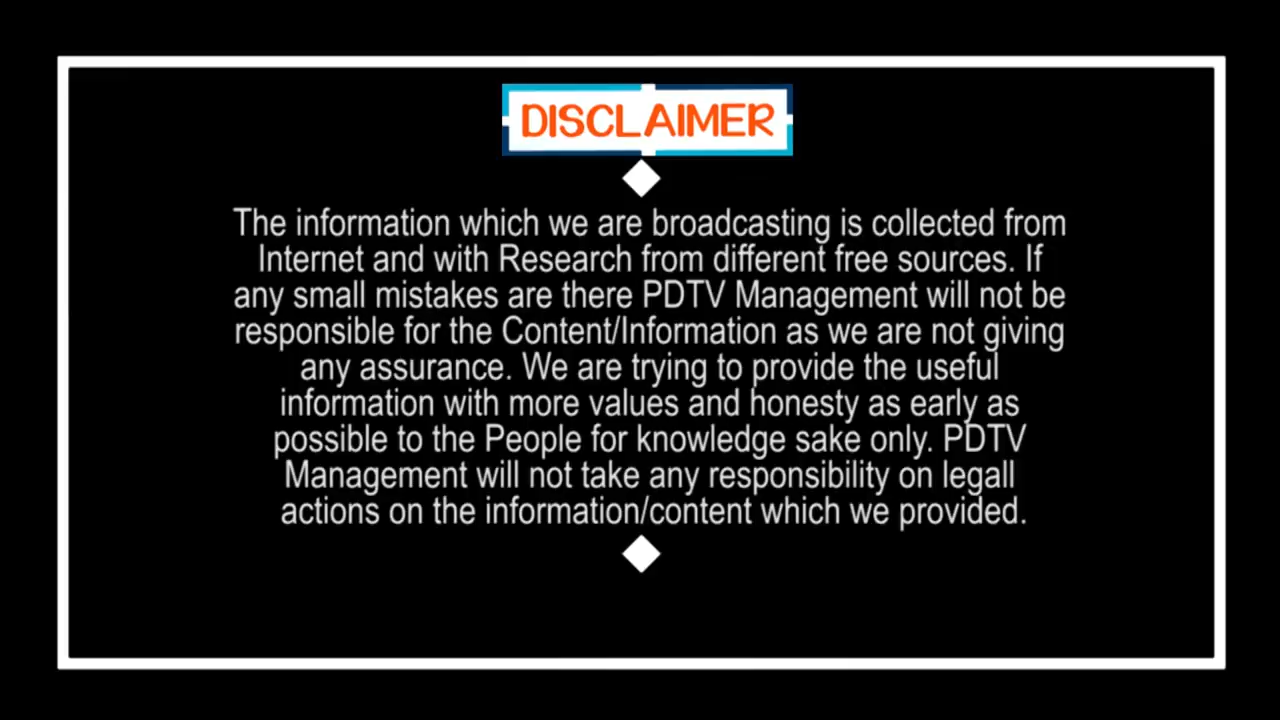 DISCLAIMER
The information which we are broadcasting is collected from
Internet and with Research from different free sources. If
any small mistakes are there PDTV Management will not be
responsible for the Content/Information as we are not giving
any assurance. We are trying to provide the useful
information with more values and honesty as early as
possible to the People for knowledge sake only. PDTV
Management will not take any responsibility on legall
actions on the information/content which we provided.